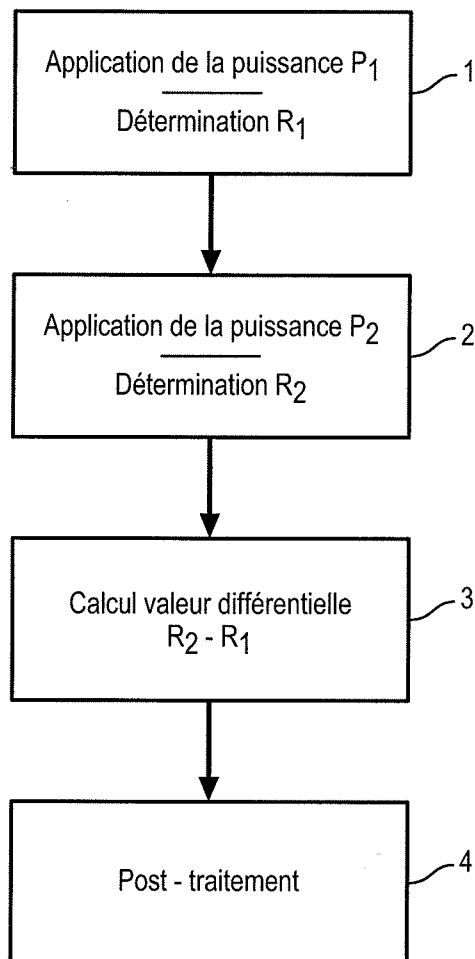 Application de la puissance P₁
Détermination R₁
1
Application de la puissance P₂
Détermination R₂
2
Calcul valeur différentielle
R₂ - R₁
3
Post - traitement
4